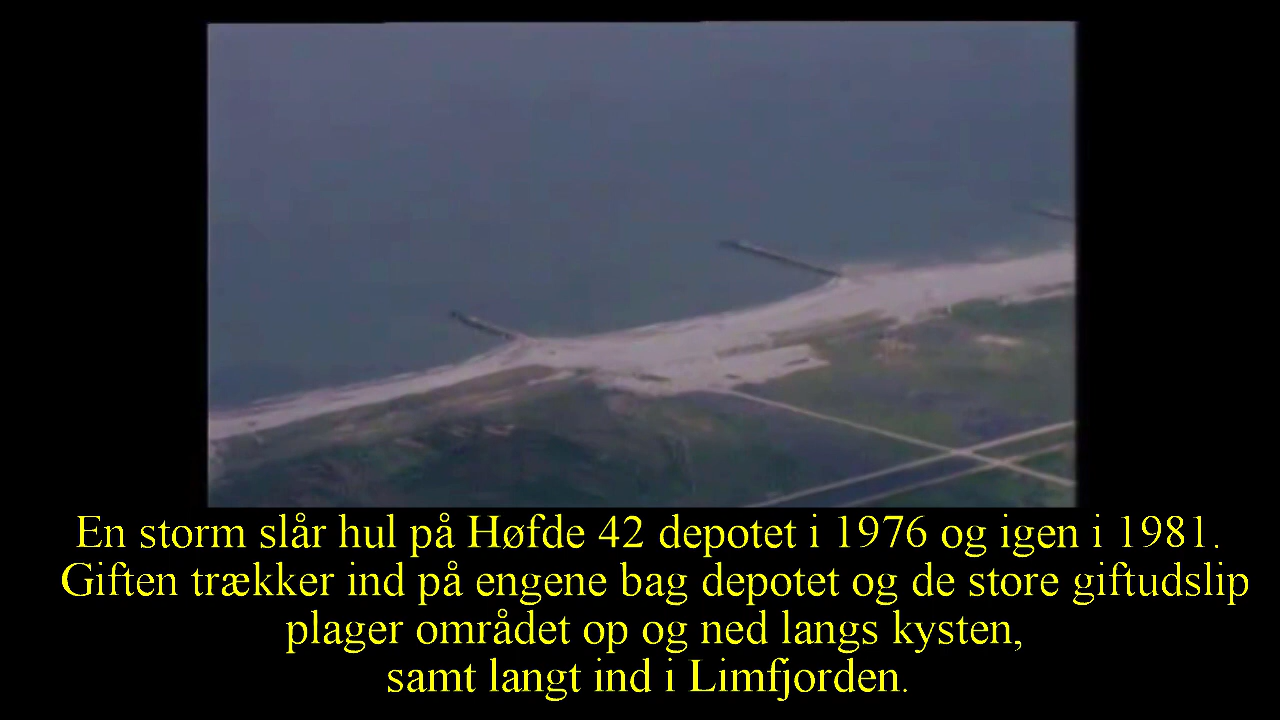 En storm slår hul på Høfde 42 depotet i 1976 og igen i 1981.
Giften trækker ind på engene bag depotet og de store giftudslip
plager området op og ned langs kysten,
samt langt ind i Limfjorden.